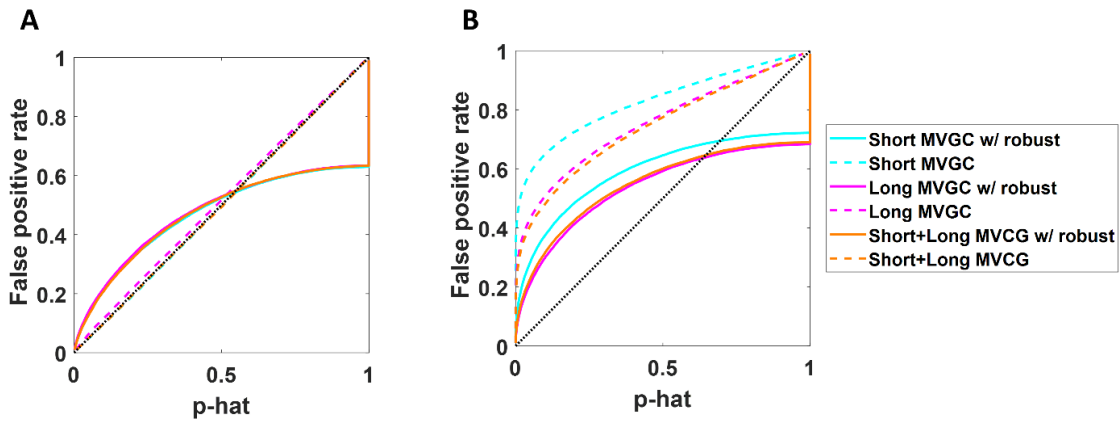 A
False positive rate
1
0.8
0.6
0.4
0.2
0
0
0.5
1
p-hat
B
False positive rate
1
0.8
0.6
0.4
0.2
0
0
0.5
1
p-hat
Short MVGC w/ robust
Short MVGC
Long MVGC w/ robust
Long MVGC
Short+Long MVCG w/ robust
Short+Long MVCG